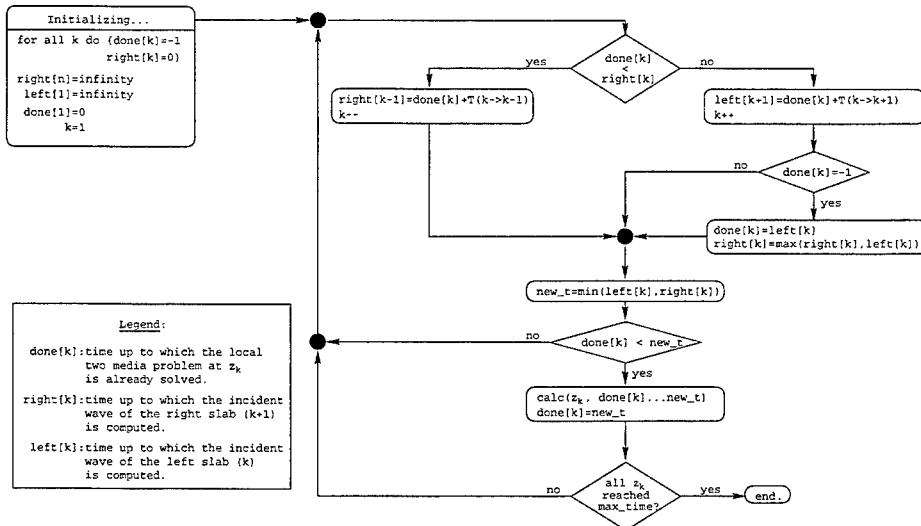 Initializing...
for all k do {done[k]=-1
right[k]=0}
right[n]=infinity
left[1]=infinity
done[1]=0
k=1
done[k]
<
right[k]
yes
no
right[k-1]=done[k]+T(k->k-1)
k--
left[k+1]=done[k]+T(k->k+1)
k++
done[k]=-1
no
yes
done[k]=left[k]
right[k]=max(right[k],left[k])
new_t=min(left[k],right[k])
done[k] < new_t
no
yes
calc(zk, done[k]...new_t)
done[k]=new_t
all zk
reached
max_time?
no
yes
end.
Legend:
done[k]:time up to which the local
two media problem at zk
is already solved.
right[k]:time up to which the incident
wave of the right slab (k+1)
is computed.
left[k]:time up to which the incident
wave of the left slab (k)
is computed.